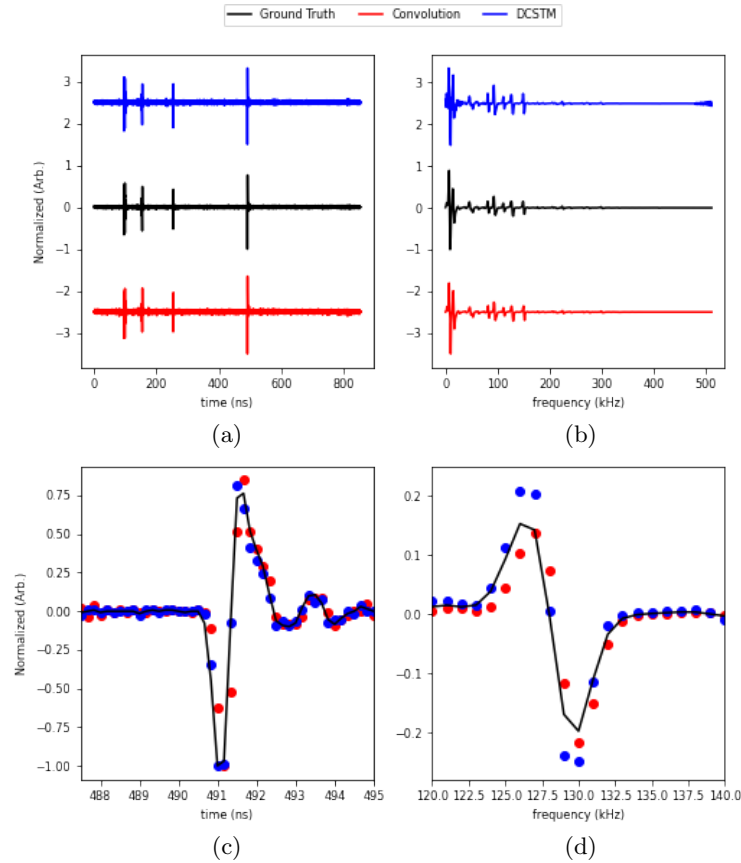 Ground Truth Convolution DCSTM
Normalized (Arb.)
3
2
1
0
−1
−2
−3
0 200 400 600 800
time (ns)
(a)
3
2
1
0
−1
−2
−3
0 100 200 300 400 500
frequency (kHz)
(b)
Normalized (Arb.)
0.75
0.50
0.25
0.00
−0.25
−0.50
−0.75
−1.00
488 489 490 491 492 493 494 495
time (ns)
(c)
0.2
0.1
0.0
−0.1
−0.2
120.0 122.5 125.0 127.5 130.0 132.5 135.0 137.5 140.0
frequency (kHz)
(d)